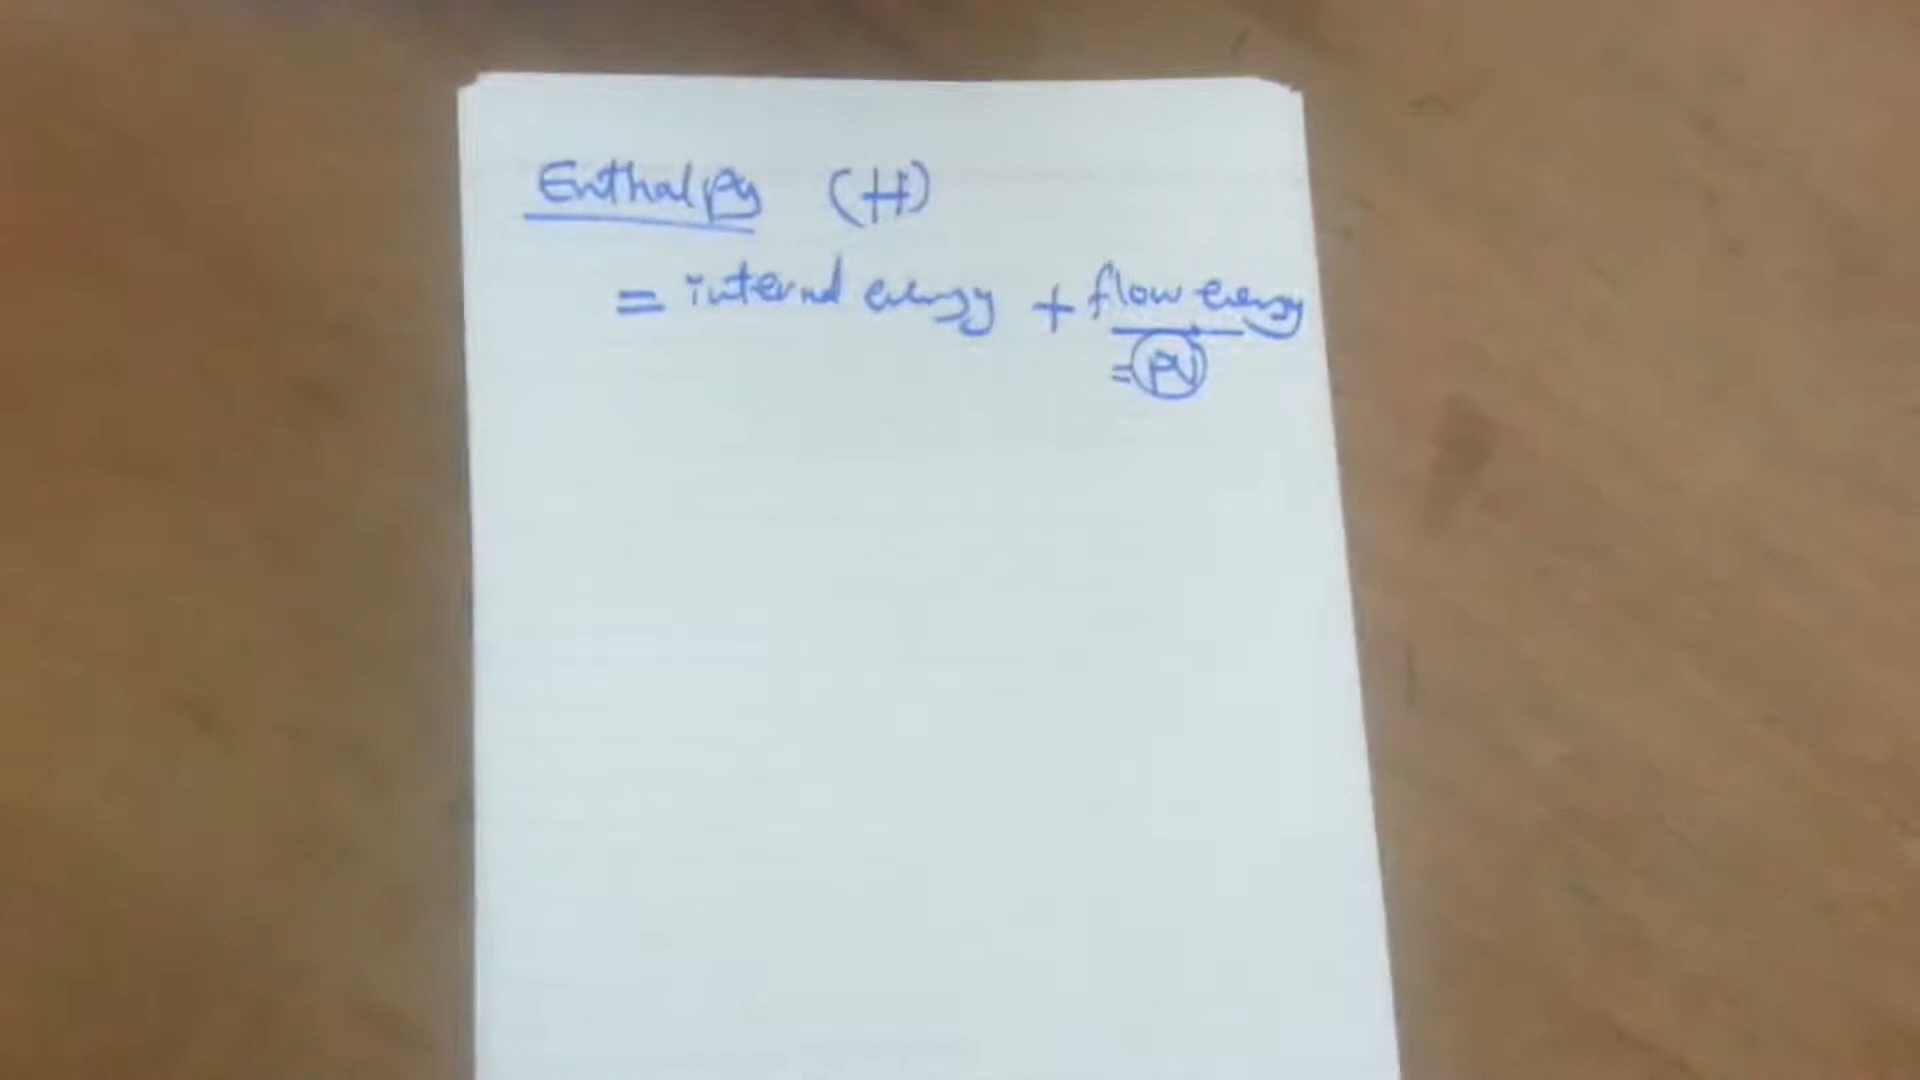 Enthalpy (H)
= internal energy + flow energy
= PV